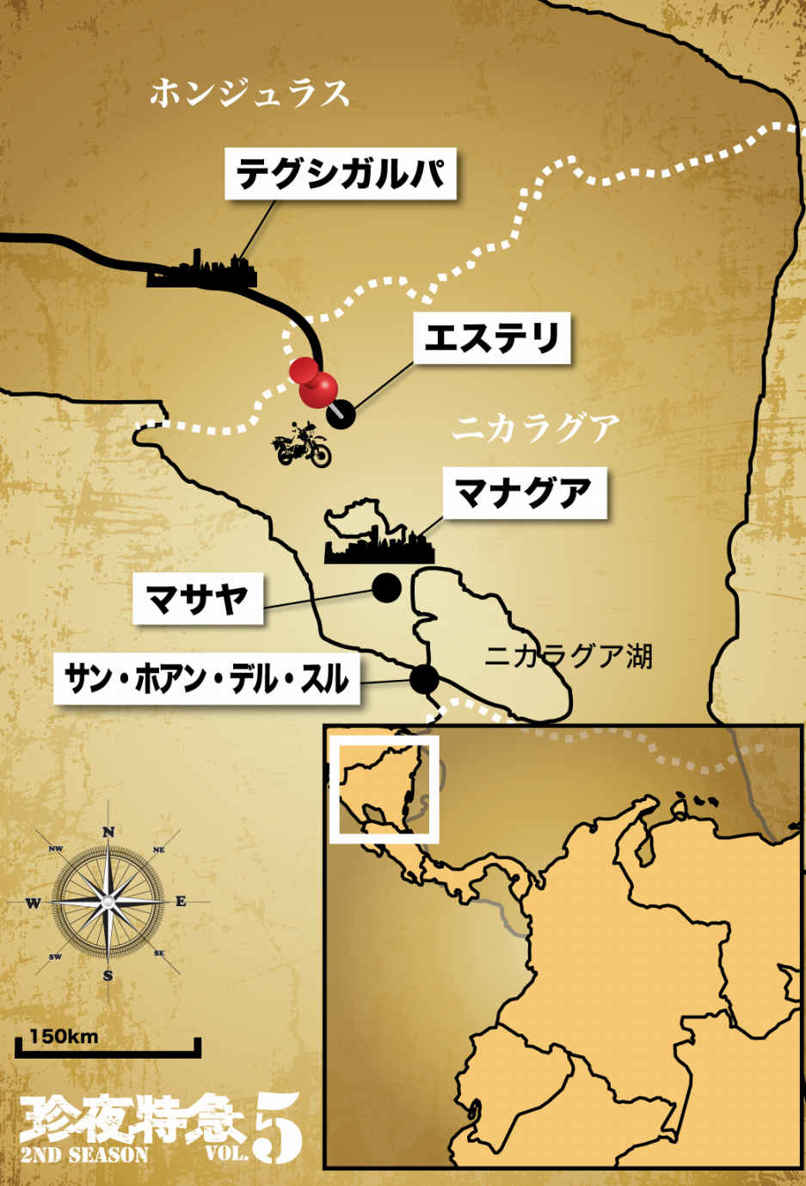 ホンジュラス
テグシガルパ
エステリ
ニカラグア
マナグア
マサヤ
ニカラグア湖
サン・ホアン・デル・スル
N
NW
NE
W
E
SW
SE
S
150km
珍夜特急5
2ND SEASON VOL.